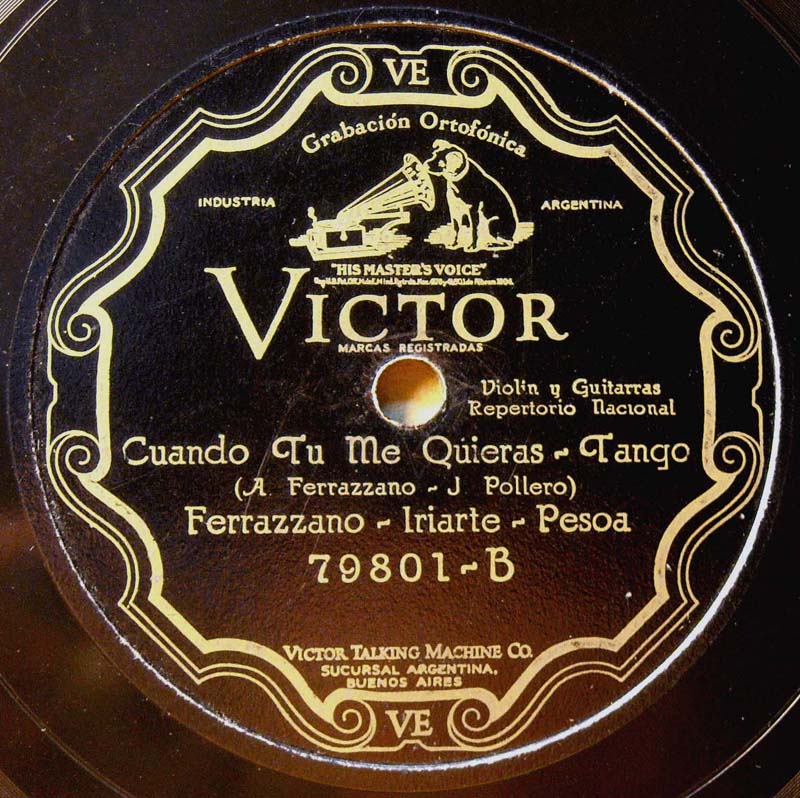 VE
Grabación Ortofónica
INDUSTRIA ARGENTINA
"HIS MASTER'S VOICE"
VICTOR
MARCAS REGISTRADAS
Violín y Guitarras
Repertorio Nacional
Cuando Tu Me Quieras - Tango
(A. Ferrazzano - J. Pollero)
Ferrazzano - Iriarte - Pesoa
79801-B
VICTOR TALKING MACHINE CO.
SUCURSAL ARGENTINA,
BUENOS AIRES
VE